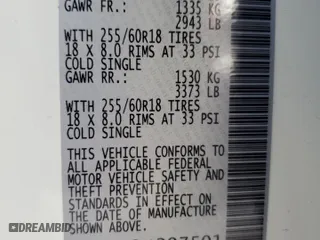 GAWR FR.: 1335 KG
2943 LB
WITH 255/60R18 TIRES
18 X 8.0 RIMS AT 33 PSI
COLD SINGLE
GAWR RR.: 1530 KG
3373 LB
WITH 255/60R18 TIRES
18 X 8.0 RIMS AT 33 PSI
COLD SINGLE
THIS VEHICLE CONFORMS TO
ALL APPLICABLE FEDERAL
MOTOR VEHICLE SAFETY AND
THEFT PREVENTION
STANDARDS IN EFFECT ON
THE DATE OF MANUFACTURE
SHOWN ABOVE.
DREAMBID